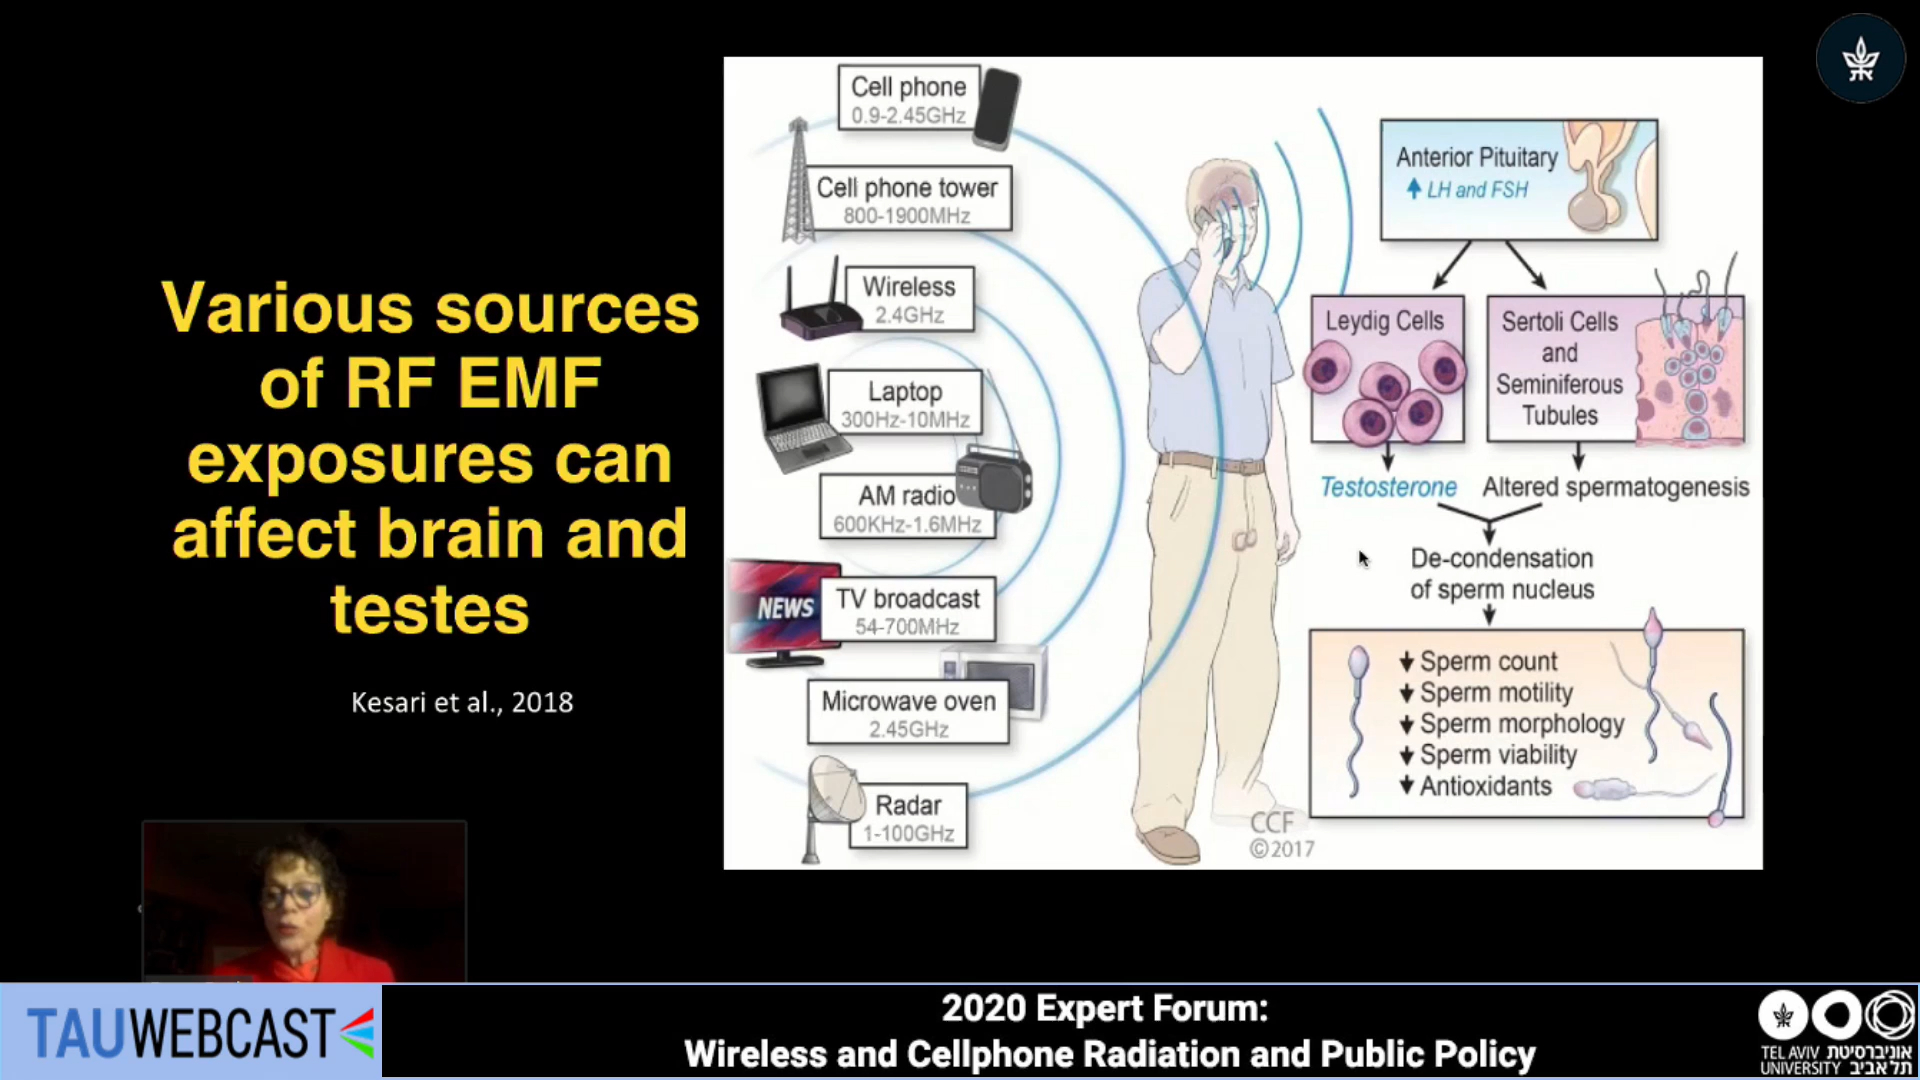 Various sources
of RF EMF
exposures can
affect brain and
testes
Kesari et al., 2018
Cell phone
0.9-2.45GHz
Cell phone tower
800-1900MHz
Wireless
2.4GHz
Laptop
300Hz-10MHz
AM radio
600KHz-1.6MHz
NEWS
TV broadcast
54-700MHz
Microwave oven
2.45GHz
Radar
1-100GHz
Anterior Pituitary
LH and FSH
Leydig Cells
Sertoli Cells
and
Seminiferous
Tubules
Testosterone
Altered spermatogenesis
De-condensation
of sperm nucleus
Sperm count
Sperm motility
Sperm morphology
Sperm viability
Antioxidants
CCF
©2017
TAUWEBCAST
2020 Expert Forum:
Wireless and Cellphone Radiation and Public Policy
TEL AVIV אוניברסיטת
UNIVERSITY תל אביב